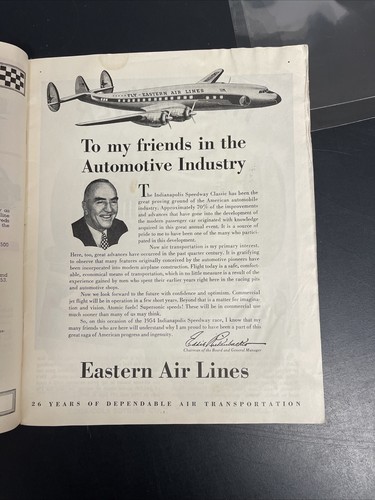 FLY - EASTERN AIR LINES
To my friends in the
Automotive Industry
The Indianapolis Speedway Classic has been the
great proving ground of the American automobile
industry. Approximately 70% of the improvements
and advances that have gone into the development of
the modern passenger car originated with knowledge
acquired in this great annual event. It is a source of
pride to me to have been one of the many who partici-
pated in this development.
Now air transportation is my primary interest.
Here, too, great advances have occurred in the past quarter century. It is gratifying
to observe that many features originally conceived by the automotive pioneers have
been incorporated into modern airplane construction. Flight today is a safe, comfort-
able, economical means of transportation, which in no little measure is a result of the
experience gained by men who spent their earlier years right here in the racing pits
and automotive shops.
Now we look forward to the future with confidence and optimism. Commercial
jet flight will be in operation in a few short years. Beyond that is a matter for imagina-
tion and vision. Atomic fuels! Supersonic speeds! These will be in commercial use
much sooner than many of us may think.
So, on this occasion of the 1954 Indianapolis Speedway race, I know that my
many friends who are here will understand why I am proud to have been a part of this
great saga of American progress and ingenuity.
Eddie Rickenbacker
Chairman of the Board and General Manager
Eastern Air Lines
26 YEARS OF DEPENDABLE AIR TRANSPORTATION